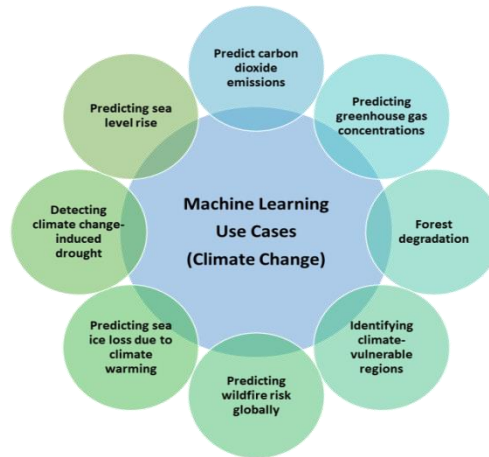 Predict carbon
dioxide
emissions
Predicting
greenhouse gas
concentrations
Forest
degradation
Identifying
climate-
vulnerable
regions
Predicting
wildfire risk
globally
Predicting sea
ice loss due to
climate
warming
Detecting
climate change-
induced
drought
Predicting sea
level rise
Machine Learning
Use Cases
(Climate Change)